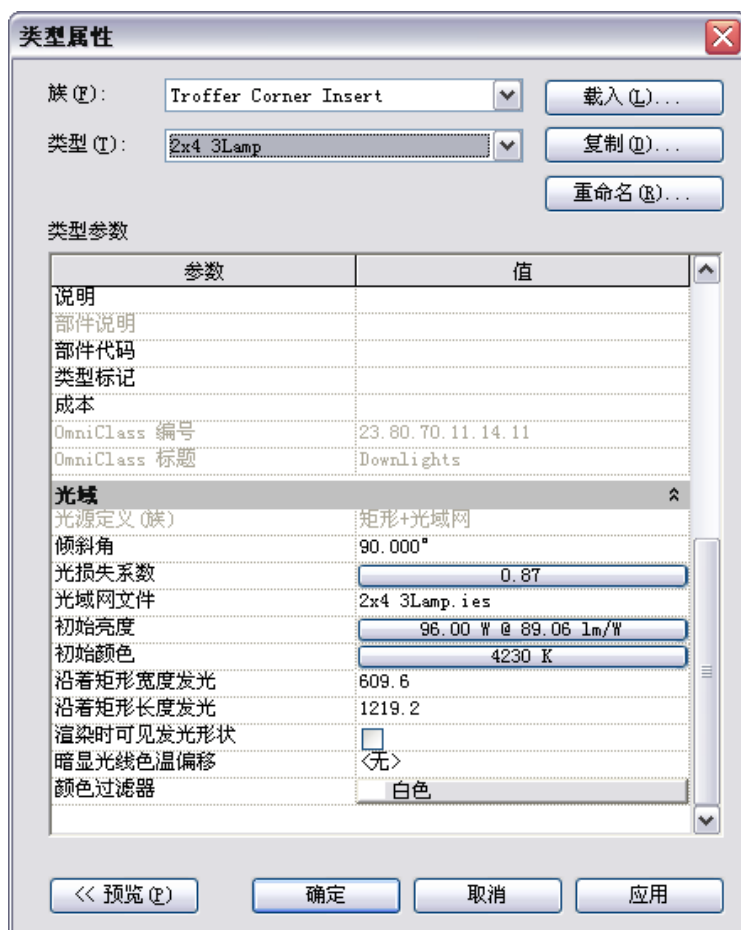 类型属性
族(F): Troffer Corner Insert 载入(L)...
类型(T): 2x4 3Lamp 复制(D)...
重命名(R)...
类型参数
参数 值
说明
部件说明
部件代码
类型标记
成本
OmniClass 编号 23.80.70.11.14.11
OmniClass 标题 Downlights
光域
光源定义(族) 矩形+光域网
倾斜角 90.000°
光损失系数 0.87
光域网文件 2x4 3Lamp.ies
初始亮度 96.00 W @ 89.06 lm/W
初始颜色 4230 K
沿着矩形宽度发光 609.6
沿着矩形长度发光 1219.2
渲染时可见发光形状
暗显光线色温偏移 <无>
颜色过滤器 白色
<< 预览(P) 确定 取消 应用